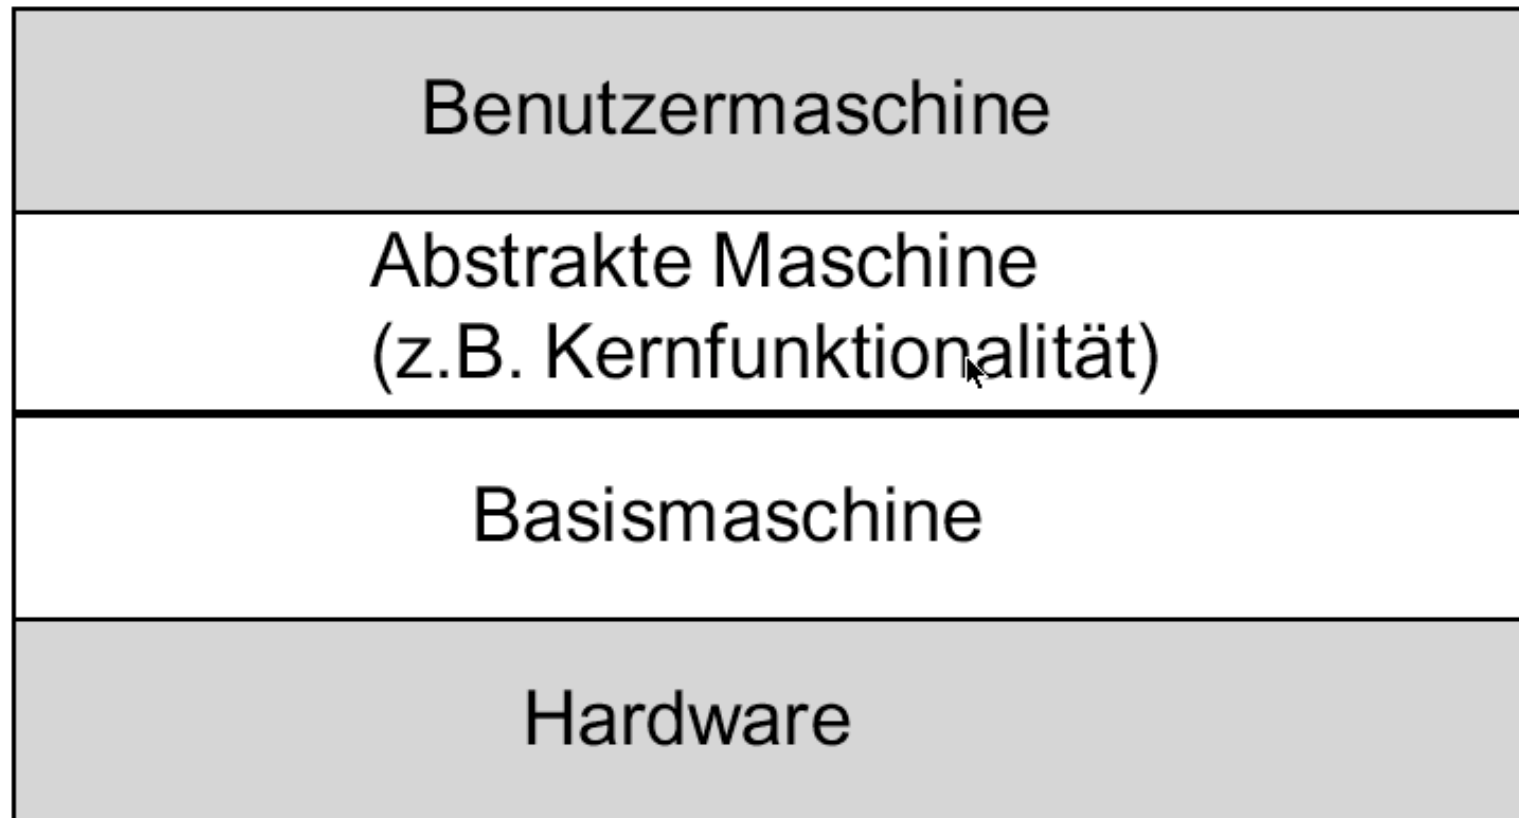 Benutzermaschine
Abstrakte Maschine
(z.B. Kernfunktionalität)
Basismaschine
Hardware